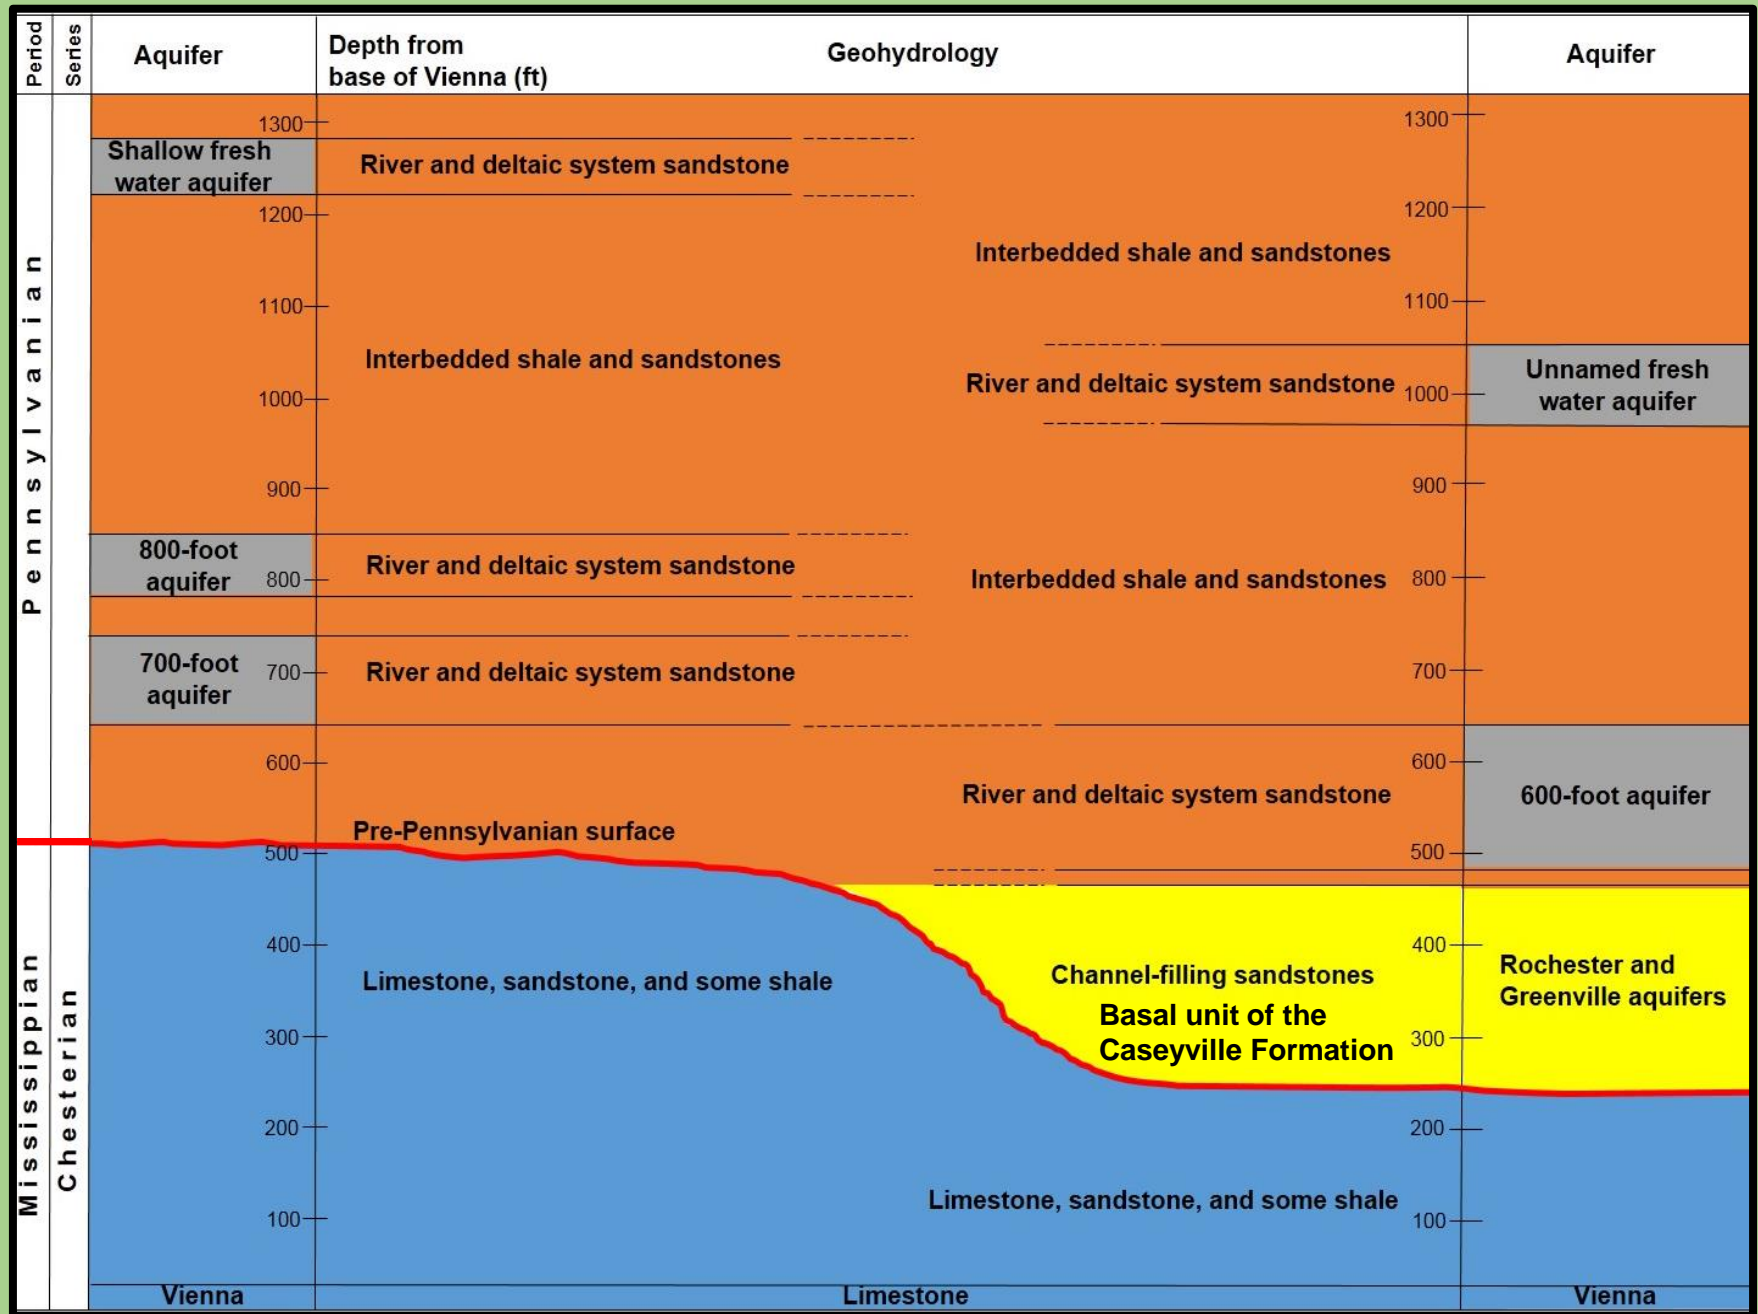 Period
Series
Aquifer
Depth from
base of Vienna (ft)
Geohydrology
Aquifer
Pennsylvanian
Mississippian
Chesterian
1300
Shallow fresh
water aquifer
1200
1100
1000
900
800-foot
aquifer
800
700-foot
aquifer
700
600
500
400
300
200
100
Vienna
River and deltaic system sandstone
Interbedded shale and sandstones
River and deltaic system sandstone
River and deltaic system sandstone
Pre-Pennsylvanian surface
Limestone, sandstone, and some shale
Interbedded shale and sandstones
River and deltaic system sandstone
Interbedded shale and sandstones
River and deltaic system sandstone
Channel-filling sandstones
Basal unit of the
Caseyville Formation
Limestone, sandstone, and some shale
Limestone
1300
1200
1100
1000
900
800
700
600
500
400
300
200
100
Unnamed fresh
water aquifer
600-foot aquifer
Rochester and
Greenville aquifers
Vienna